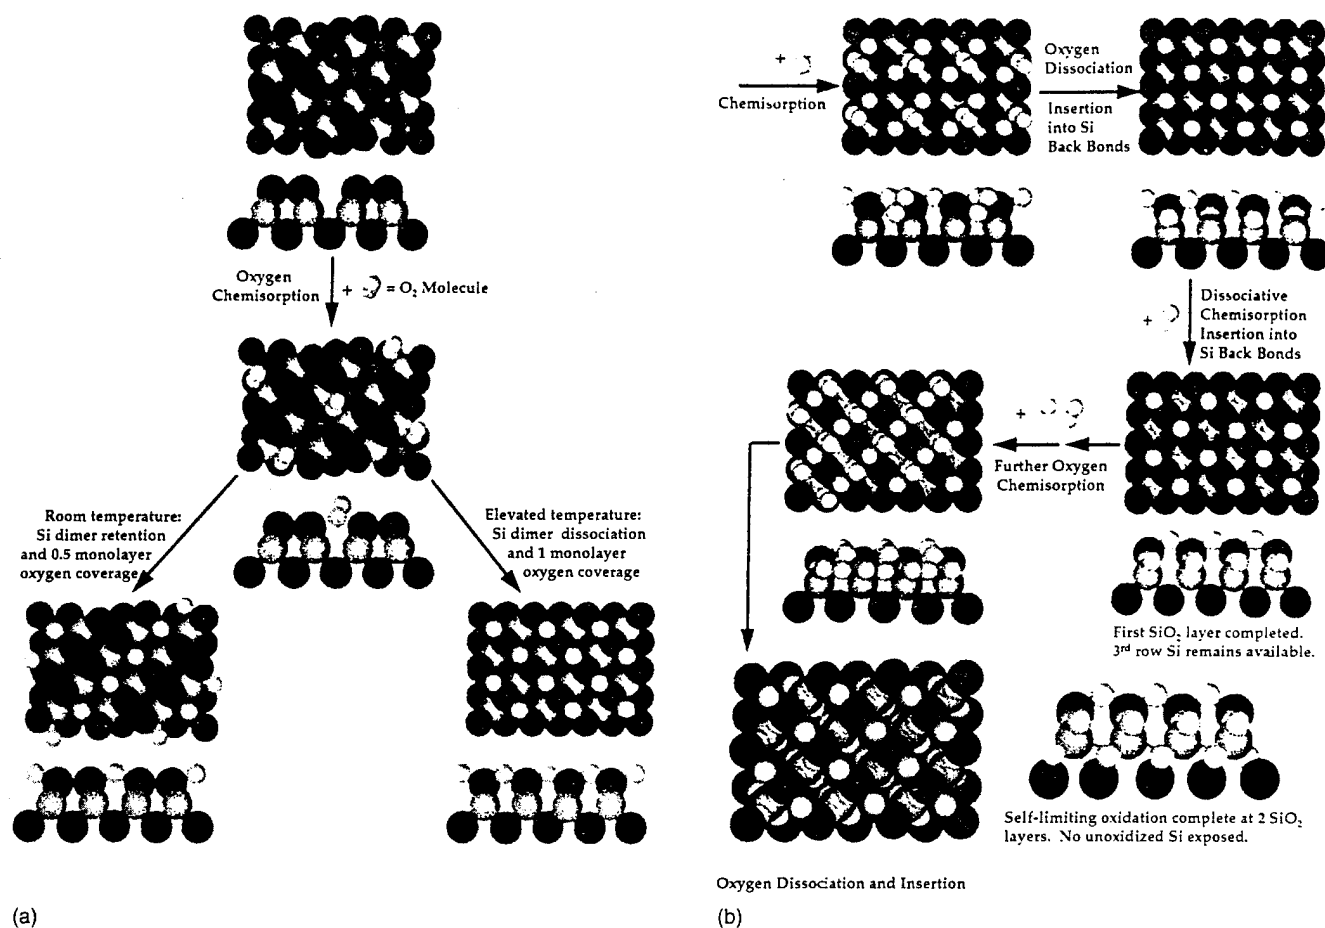 Oxygen
Chemisorption
+ = O₂ Molecule
Room temperature:
Si dimer retention
and 0.5 monolayer
oxygen coverage
Elevated temperature:
Si dimer dissociation
and 1 monolayer
oxygen coverage
(a)
+
Chemisorption
Oxygen
Dissociation
Insertion
into Si
Back Bonds
+
Dissociative
Chemisorption
Insertion into
Si Back Bonds
+
Further Oxygen
Chemisorption
First SiO₂ layer completed.
3rd row Si remains available.
Self-limiting oxidation complete at 2 SiO₂
layers. No unoxidized Si exposed.
Oxygen Dissociation and Insertion
(b)